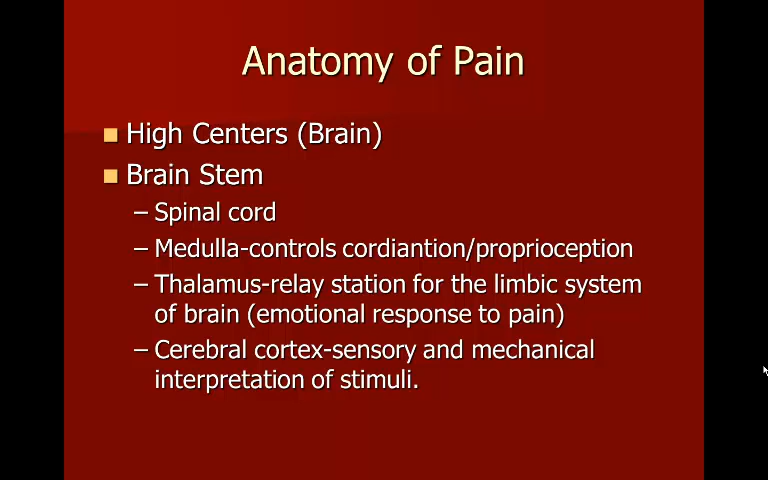 Anatomy of Pain
High Centers (Brain)
Brain Stem
– Spinal cord
– Medulla-controls cordiantion/proprioception
– Thalamus-relay station for the limbic system
of brain (emotional response to pain)
– Cerebral cortex-sensory and mechanical
interpretation of stimuli.